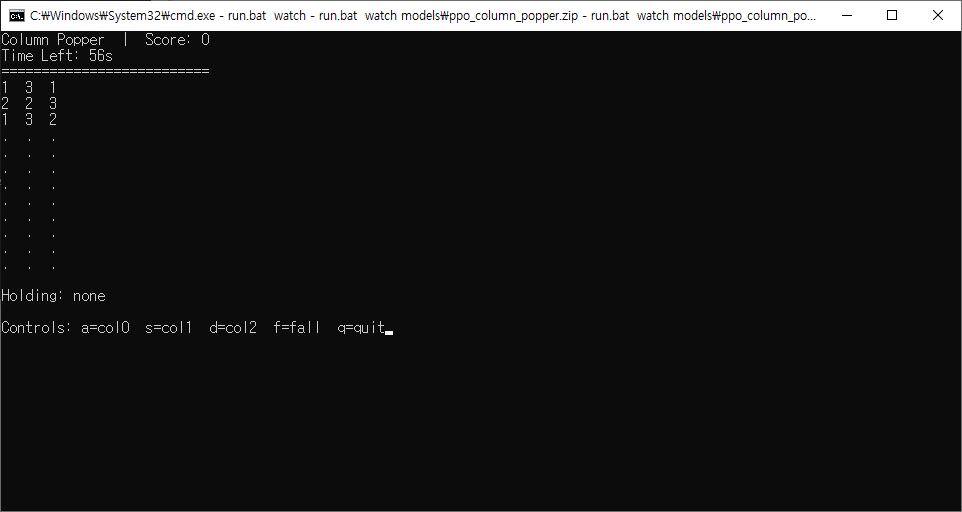 C:₩Windows₩System32₩cmd.exe - run.bat  watch - run.bat  watch models₩ppo_column_popper.zip - run.bat  watch models₩ppo_column_po...
Column Popper  |  Score: 0
Time Left: 56s
==========================
1  3  1
2  2  3
1  3  2
.  .  .
.  .  .
.  .  .
.  .  .
.  .  .
.  .  .
.  .  .
.  .  .
.  .  .
Holding: none
Controls: a=col0  s=col1  d=col2  f=fall  q=quit